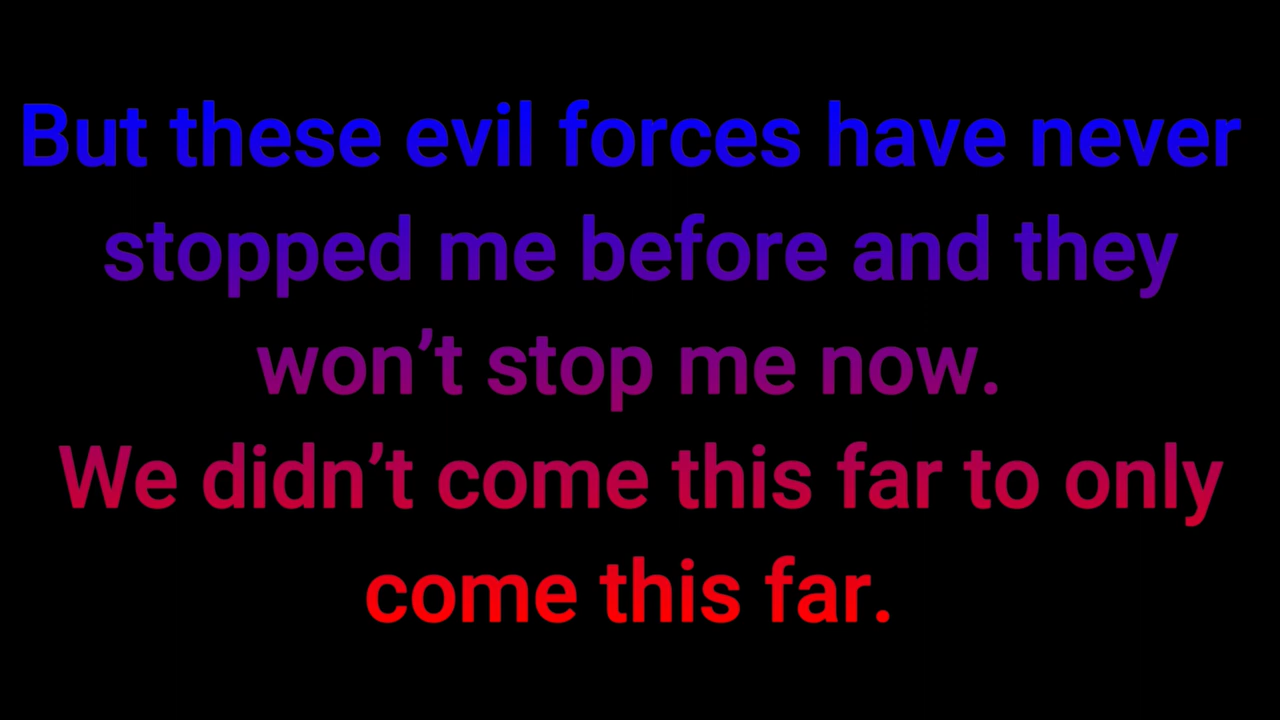 But these evil forces have never
stopped me before and they
won’t stop me now.
We didn’t come this far to only
come this far.